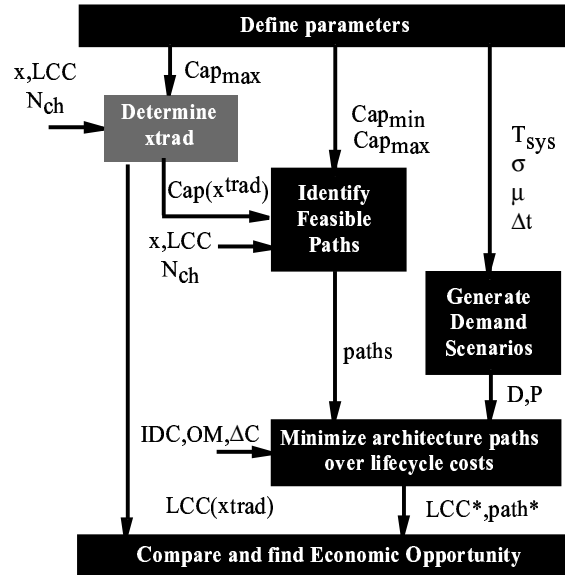 Define parameters
x,LCC
Nch
Capmax
Determine
xtrad
Capmin
Capmax
Tsys
σ
μ
Δt
Cap(xtrad)
Identify
Feasible
Paths
x,LCC
Nch
Generate
Demand
Scenarios
paths
D,P
IDC,OM,ΔC
Minimize architecture paths
over lifecycle costs
LCC(xtrad)
LCC*,path*
Compare and find Economic Opportunity